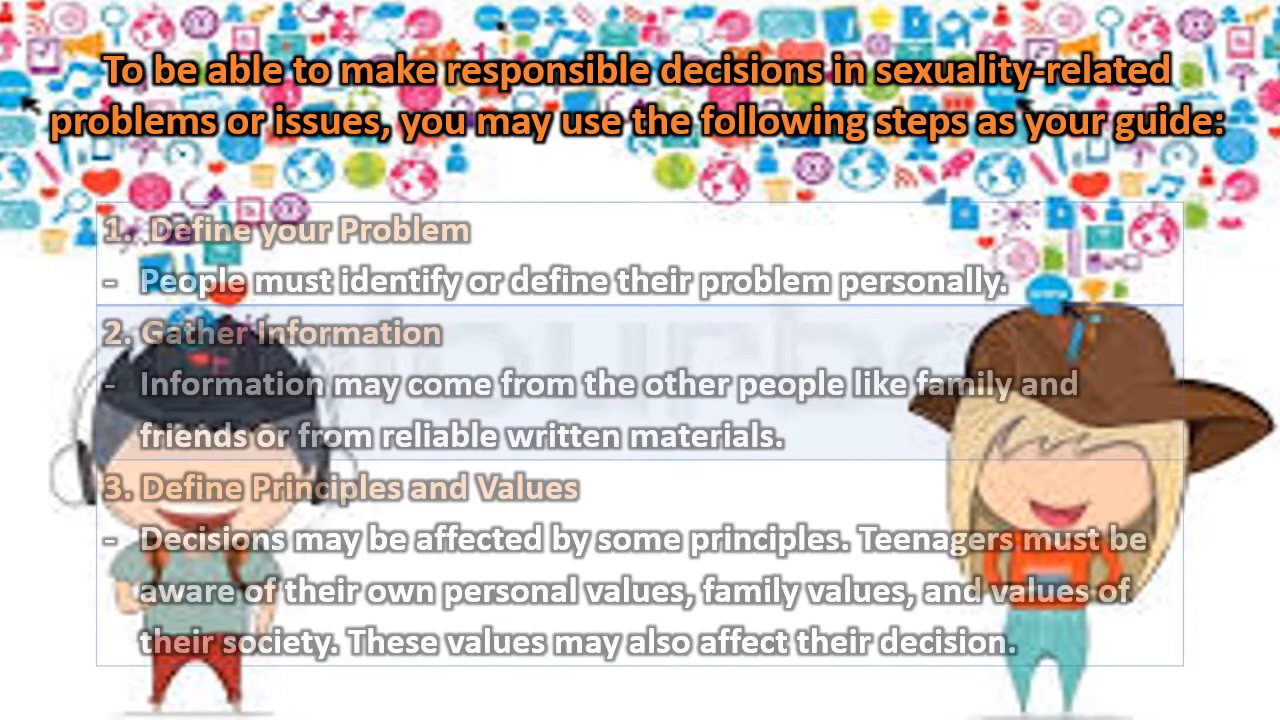 To be able to make responsible decisions in sexuality-related
problems or issues, you may use the following steps as your guide:
1. Define your Problem
- People must identify or define their problem personally.
2. Gather Information
- Information may come from the other people like family and
friends or from reliable written materials.
3. Define Principles and Values
- Decisions may be affected by some principles. Teenagers must be
aware of their own personal values, family values, and values of
their society. These values may also affect their decision.